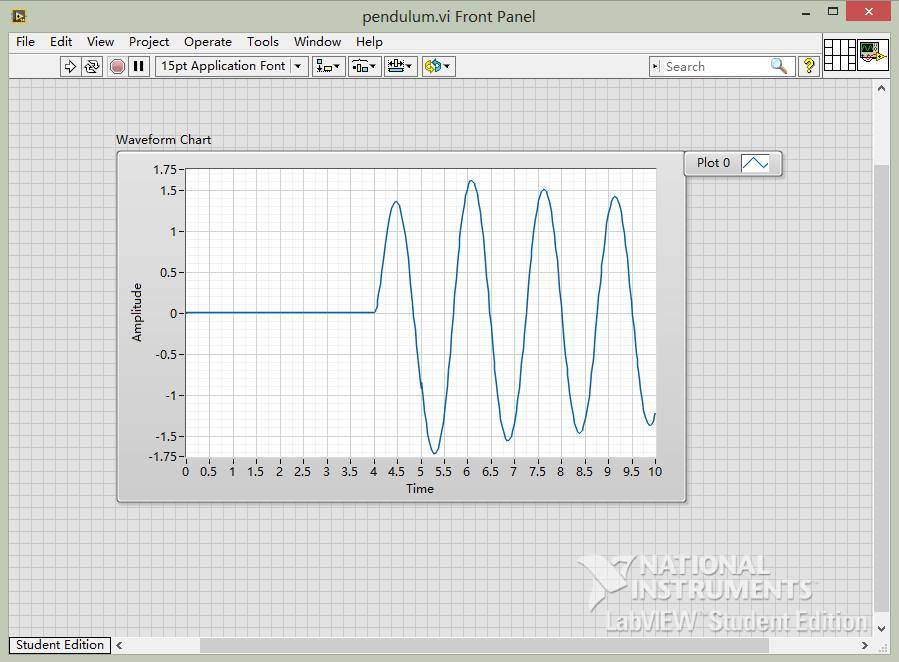 pendulum.vi Front Panel
File Edit View Project Operate Tools Window Help
15pt Application Font
Search
?
Waveform Chart
Plot 0
1.75
1.5
1
0.5
0
-0.5
-1
-1.5
-1.75
Amplitude
0 0.5 1 1.5 2 2.5 3 3.5 4 4.5 5 5.5 6 6.5 7 7.5 8 8.5 9 9.5 10
Time
NATIONAL
INSTRUMENTS
LabVIEW™ Student Edition
Student Edition